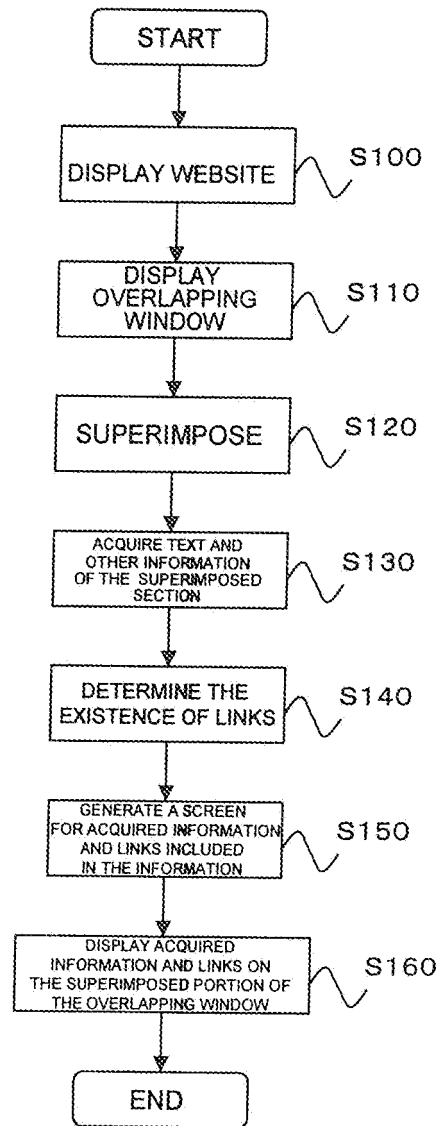 START
DISPLAY WEBSITE
S100
DISPLAY
OVERLAPPING
WINDOW
S110
SUPERIMPOSE
S120
ACQUIRE TEXT AND
OTHER INFORMATION
OF THE SUPERIMPOSED
SECTION
S130
DETERMINE THE
EXISTENCE OF LINKS
S140
GENERATE A SCREEN
FOR ACQUIRED INFORMATION
AND LINKS INCLUDED
IN THE INFORMATION
S150
DISPLAY ACQUIRED
INFORMATION AND LINKS ON
THE SUPERIMPOSED PORTION OF
THE OVERLAPPING WINDOW
S160
END